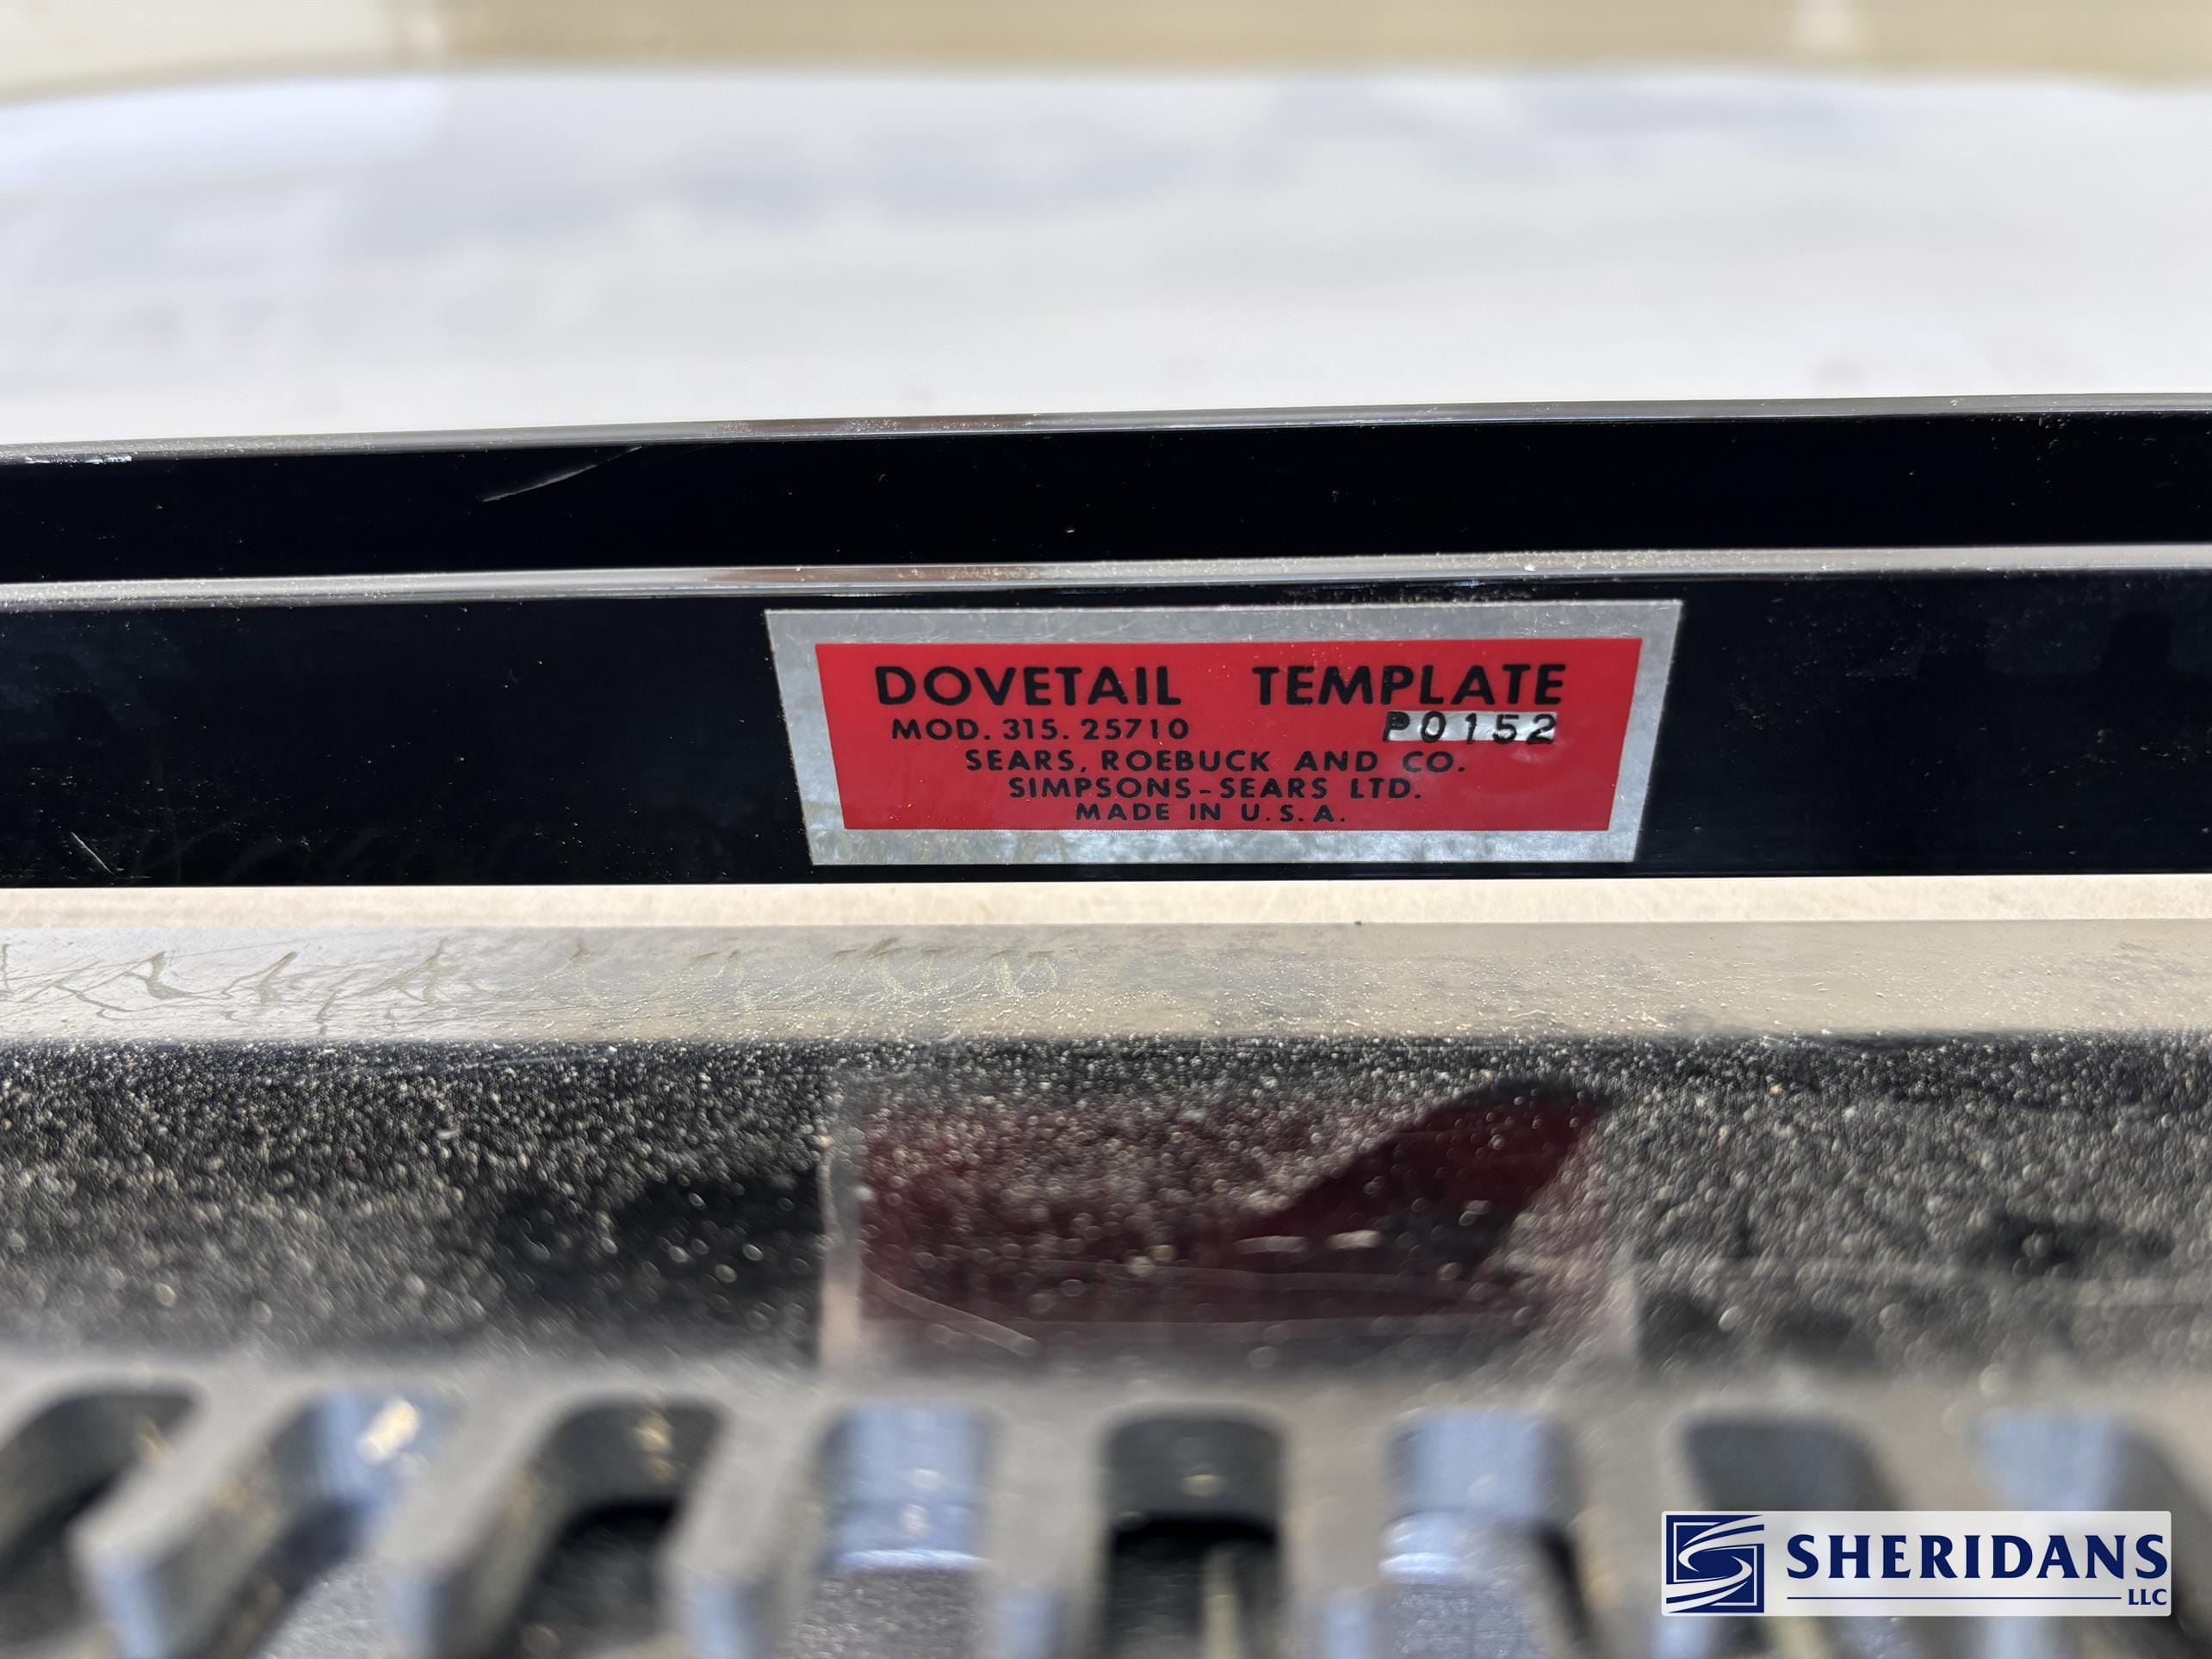 DOVETAIL TEMPLATE
MOD. 315. 25710 P0152
SEARS, ROEBUCK AND CO.
SIMPSONS-SEARS LTD.
MADE IN U.S.A.
SHERIDANS
LLC